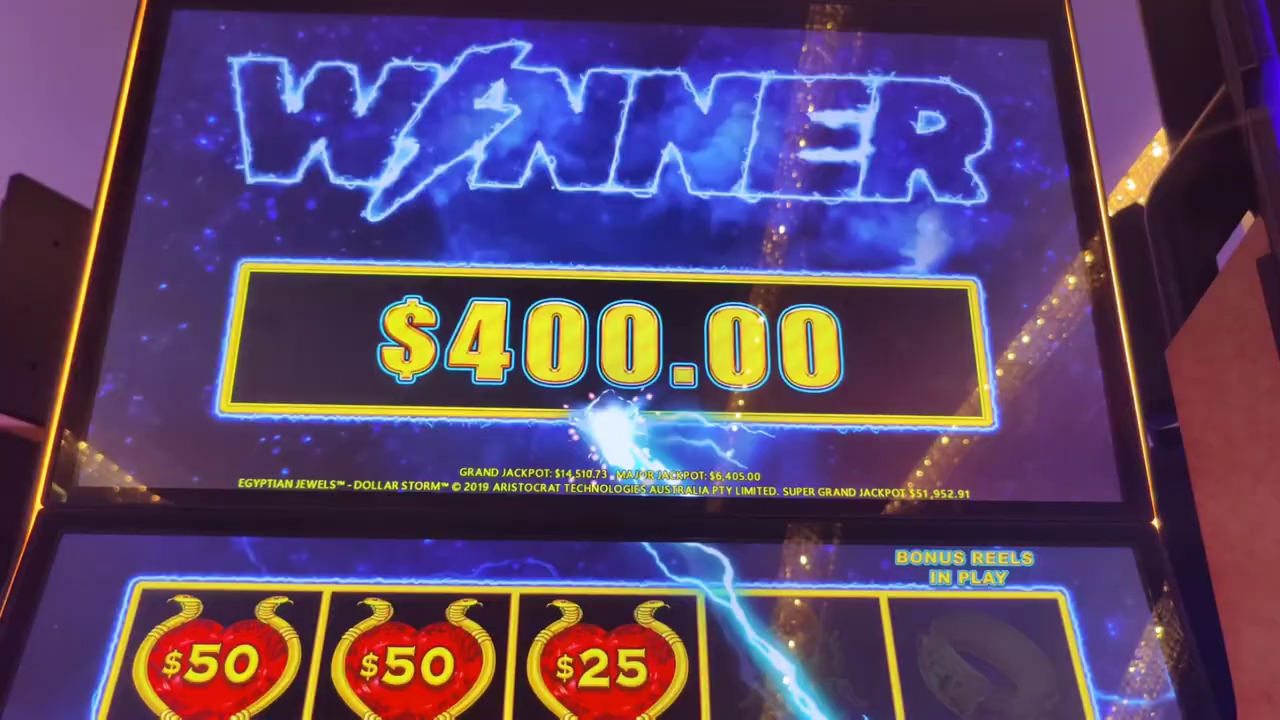 WINNER
$400.00
GRAND JACKPOT: $14,510.73 MAJOR JACKPOT: $6,405.00
EGYPTIAN JEWELS™ - DOLLAR STORM™ © 2019 ARISTOCRAT TECHNOLOGIES AUSTRALIA PTY LIMITED. SUPER GRAND JACKPOT $51,952.91
BONUS REELS
IN PLAY
$50 $50 $25